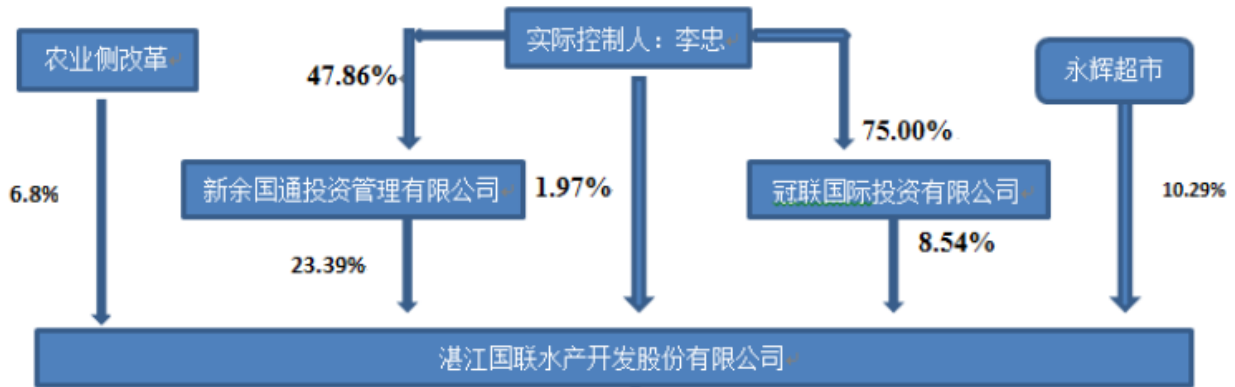 实际控制人：李忠
农业侧改革
永辉超市
47.86%
75.00%
6.8%
新余国通投资管理有限公司
1.97%
冠联国际投资有限公司
10.29%
23.39%
8.54%
湛江国联水产开发股份有限公司